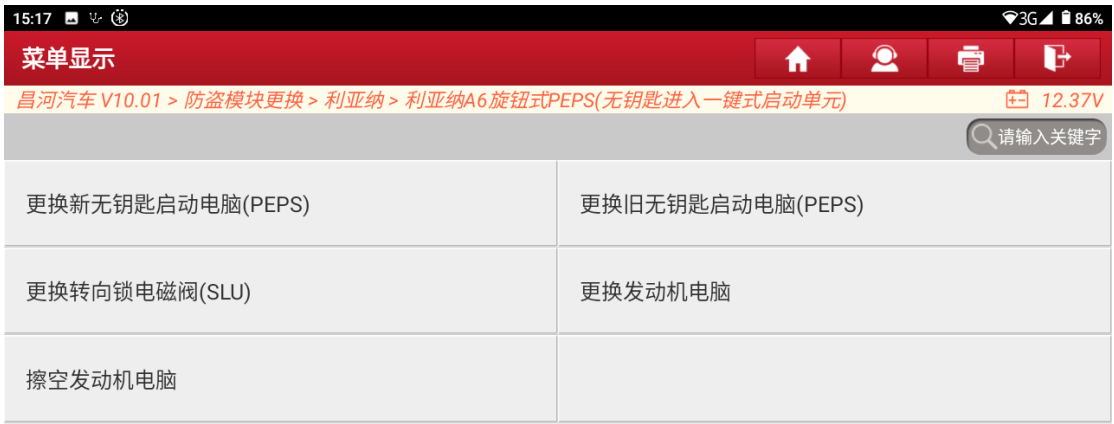 15:17 3G 86%
菜单显示
昌河汽车 V10.01 > 防盗模块更换 > 利亚纳 > 利亚纳A6旋钮式PEPS(无钥匙进入一键式启动单元) 12.37V
请输入关键字
更换新无钥匙启动电脑(PEPS) 更换旧无钥匙启动电脑(PEPS)
更换转向锁电磁阀(SLU) 更换发动机电脑
擦空发动机电脑